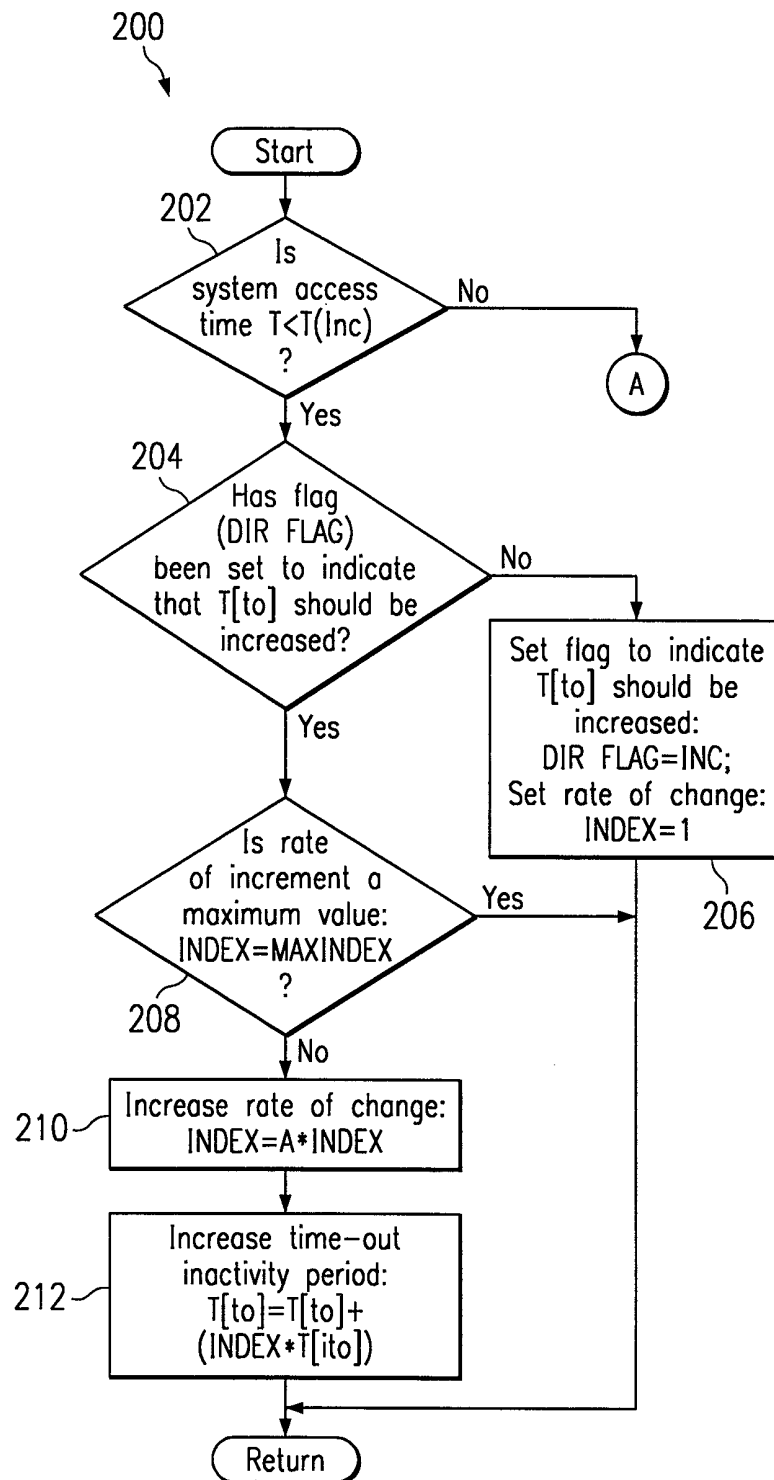 200
Start
202
Is
system access
time T<T(Inc)
?
No
A
Yes
204
Has flag
(DIR FLAG)
been set to indicate
that T[to] should be
increased?
No
Yes
Set flag to indicate
T[to] should be
increased:
DIR FLAG=INC;
Set rate of change:
INDEX=1
206
Is rate
of increment a
maximum value:
INDEX=MAXINDEX
?
Yes
208
No
210
Increase rate of change:
INDEX=A*INDEX
212
Increase time-out
inactivity period:
T[to]=T[to]+
(INDEX*T[ito])
Return